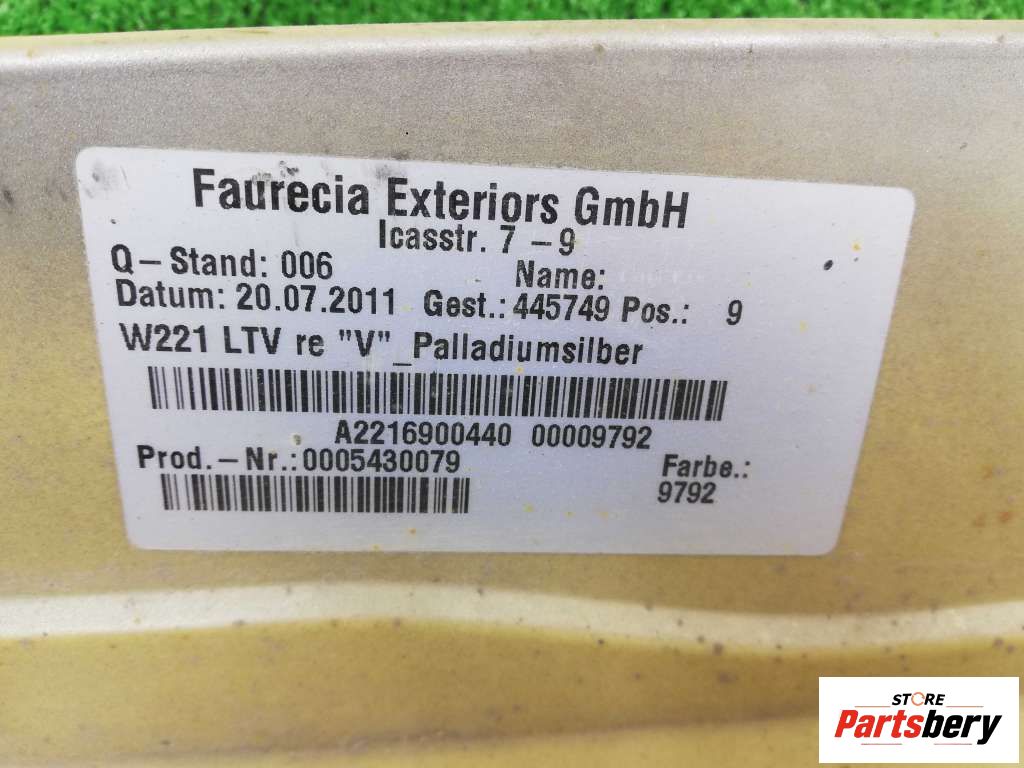 Faurecia Exteriors GmbH
Icasstr. 7 – 9
Q – Stand: 006 Name:
Datum: 20.07.2011 Gest.: 445749 Pos.: 9
W221 LTV re "V"_Palladiumsilber
A2216900440 00009792
Prod. – Nr.: 0005430079 Farbe.:
9792
STORE
Partsbery